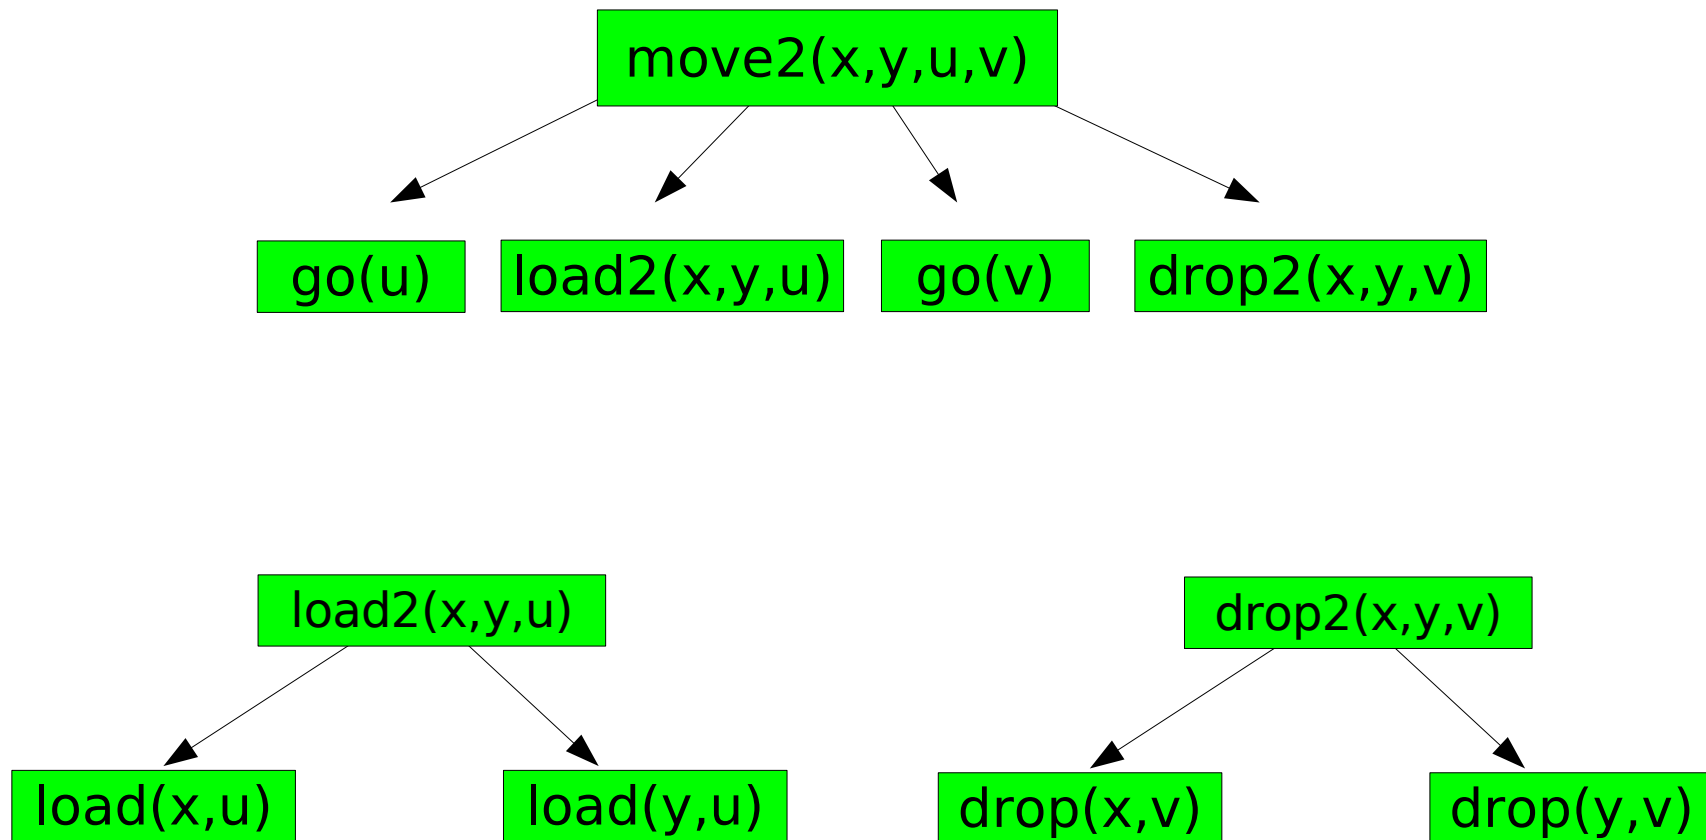 move2(x,y,u,v)
go(u)
load2(x,y,u)
go(v)
drop2(x,y,v)
load2(x,y,u)
drop2(x,y,v)
load(x,u)
load(y,u)
drop(x,v)
drop(y,v)